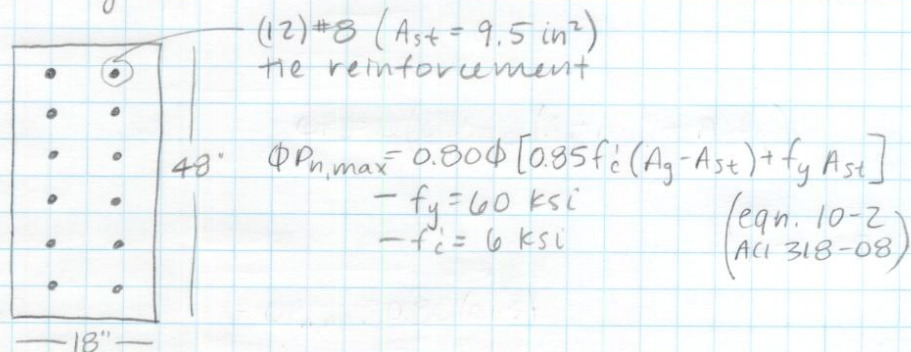 (12)#8 (Ast = 9.5 in²)
tie reinforcement
48"
ΦPn,max = 0.80Φ[0.85f'c (Ag-Ast)+ fy Ast]
- fy = 60 ksi
- f'c = 6 ksi
(eqn. 10-2
ACI 318-08)
18"